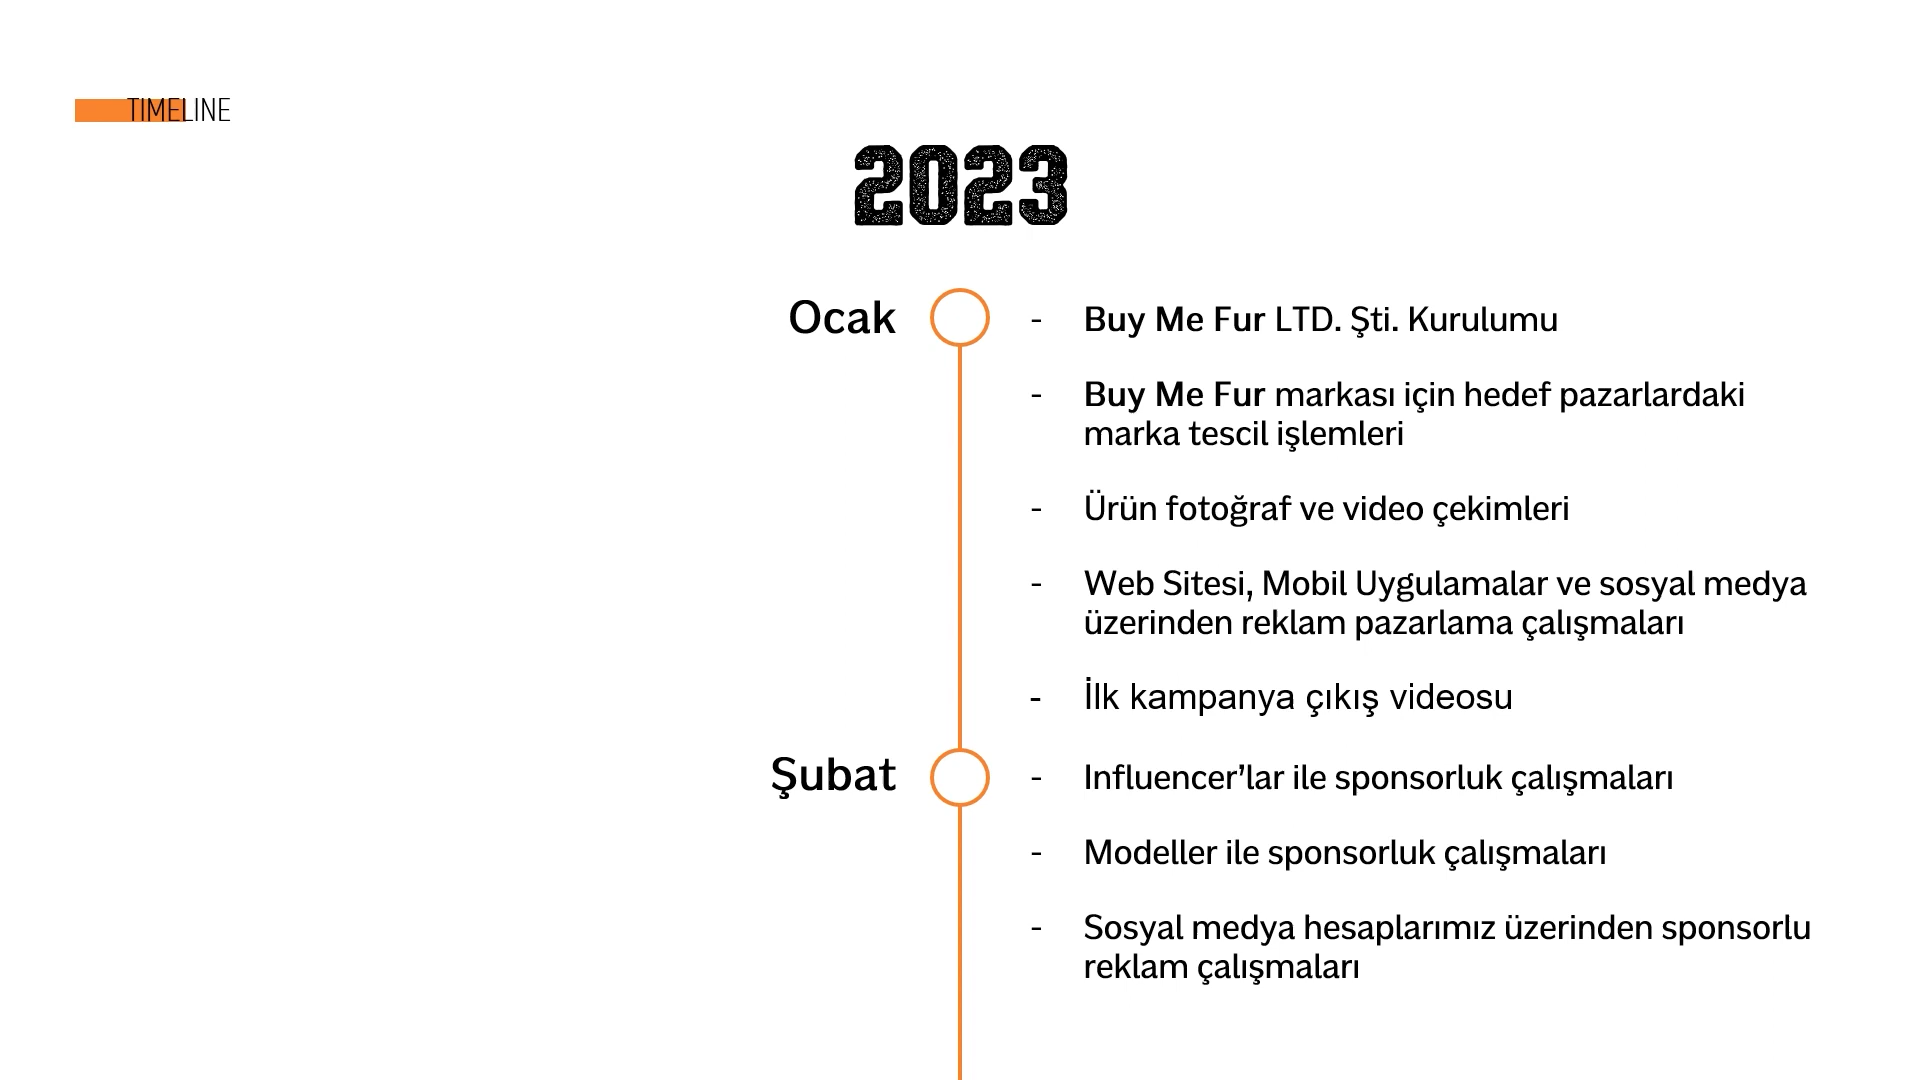 TIMELINE
2023
Ocak
- Buy Me Fur LTD. Şti. Kurulumu
- Buy Me Fur markası için hedef pazarlardaki
marka tescil işlemleri
- Ürün fotoğraf ve video çekimleri
- Web Sitesi, Mobil Uygulamalar ve sosyal medya
üzerinden reklam pazarlama çalışmaları
- İlk kampanya çıkış videosu
Şubat
- Influencer’lar ile sponsorluk çalışmaları
- Modeller ile sponsorluk çalışmaları
- Sosyal medya hesaplarımız üzerinden sponsorlu
reklam çalışmaları